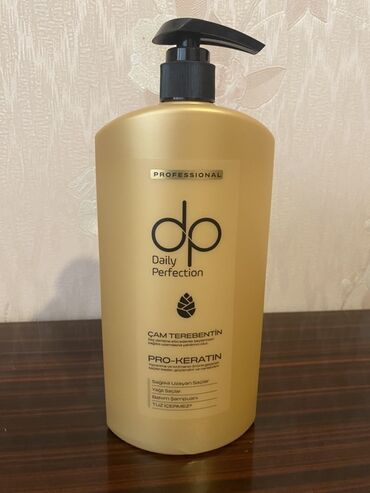 PROFESSIONAL
dp
Daily
Perfection
ÇAM TEREBENTİN
PRO-KERATIN
Sağlıklı Uzayan Saçlar
Yağlı Saçlar
Bakım Şampuanı
TUZ İÇERMEZ*